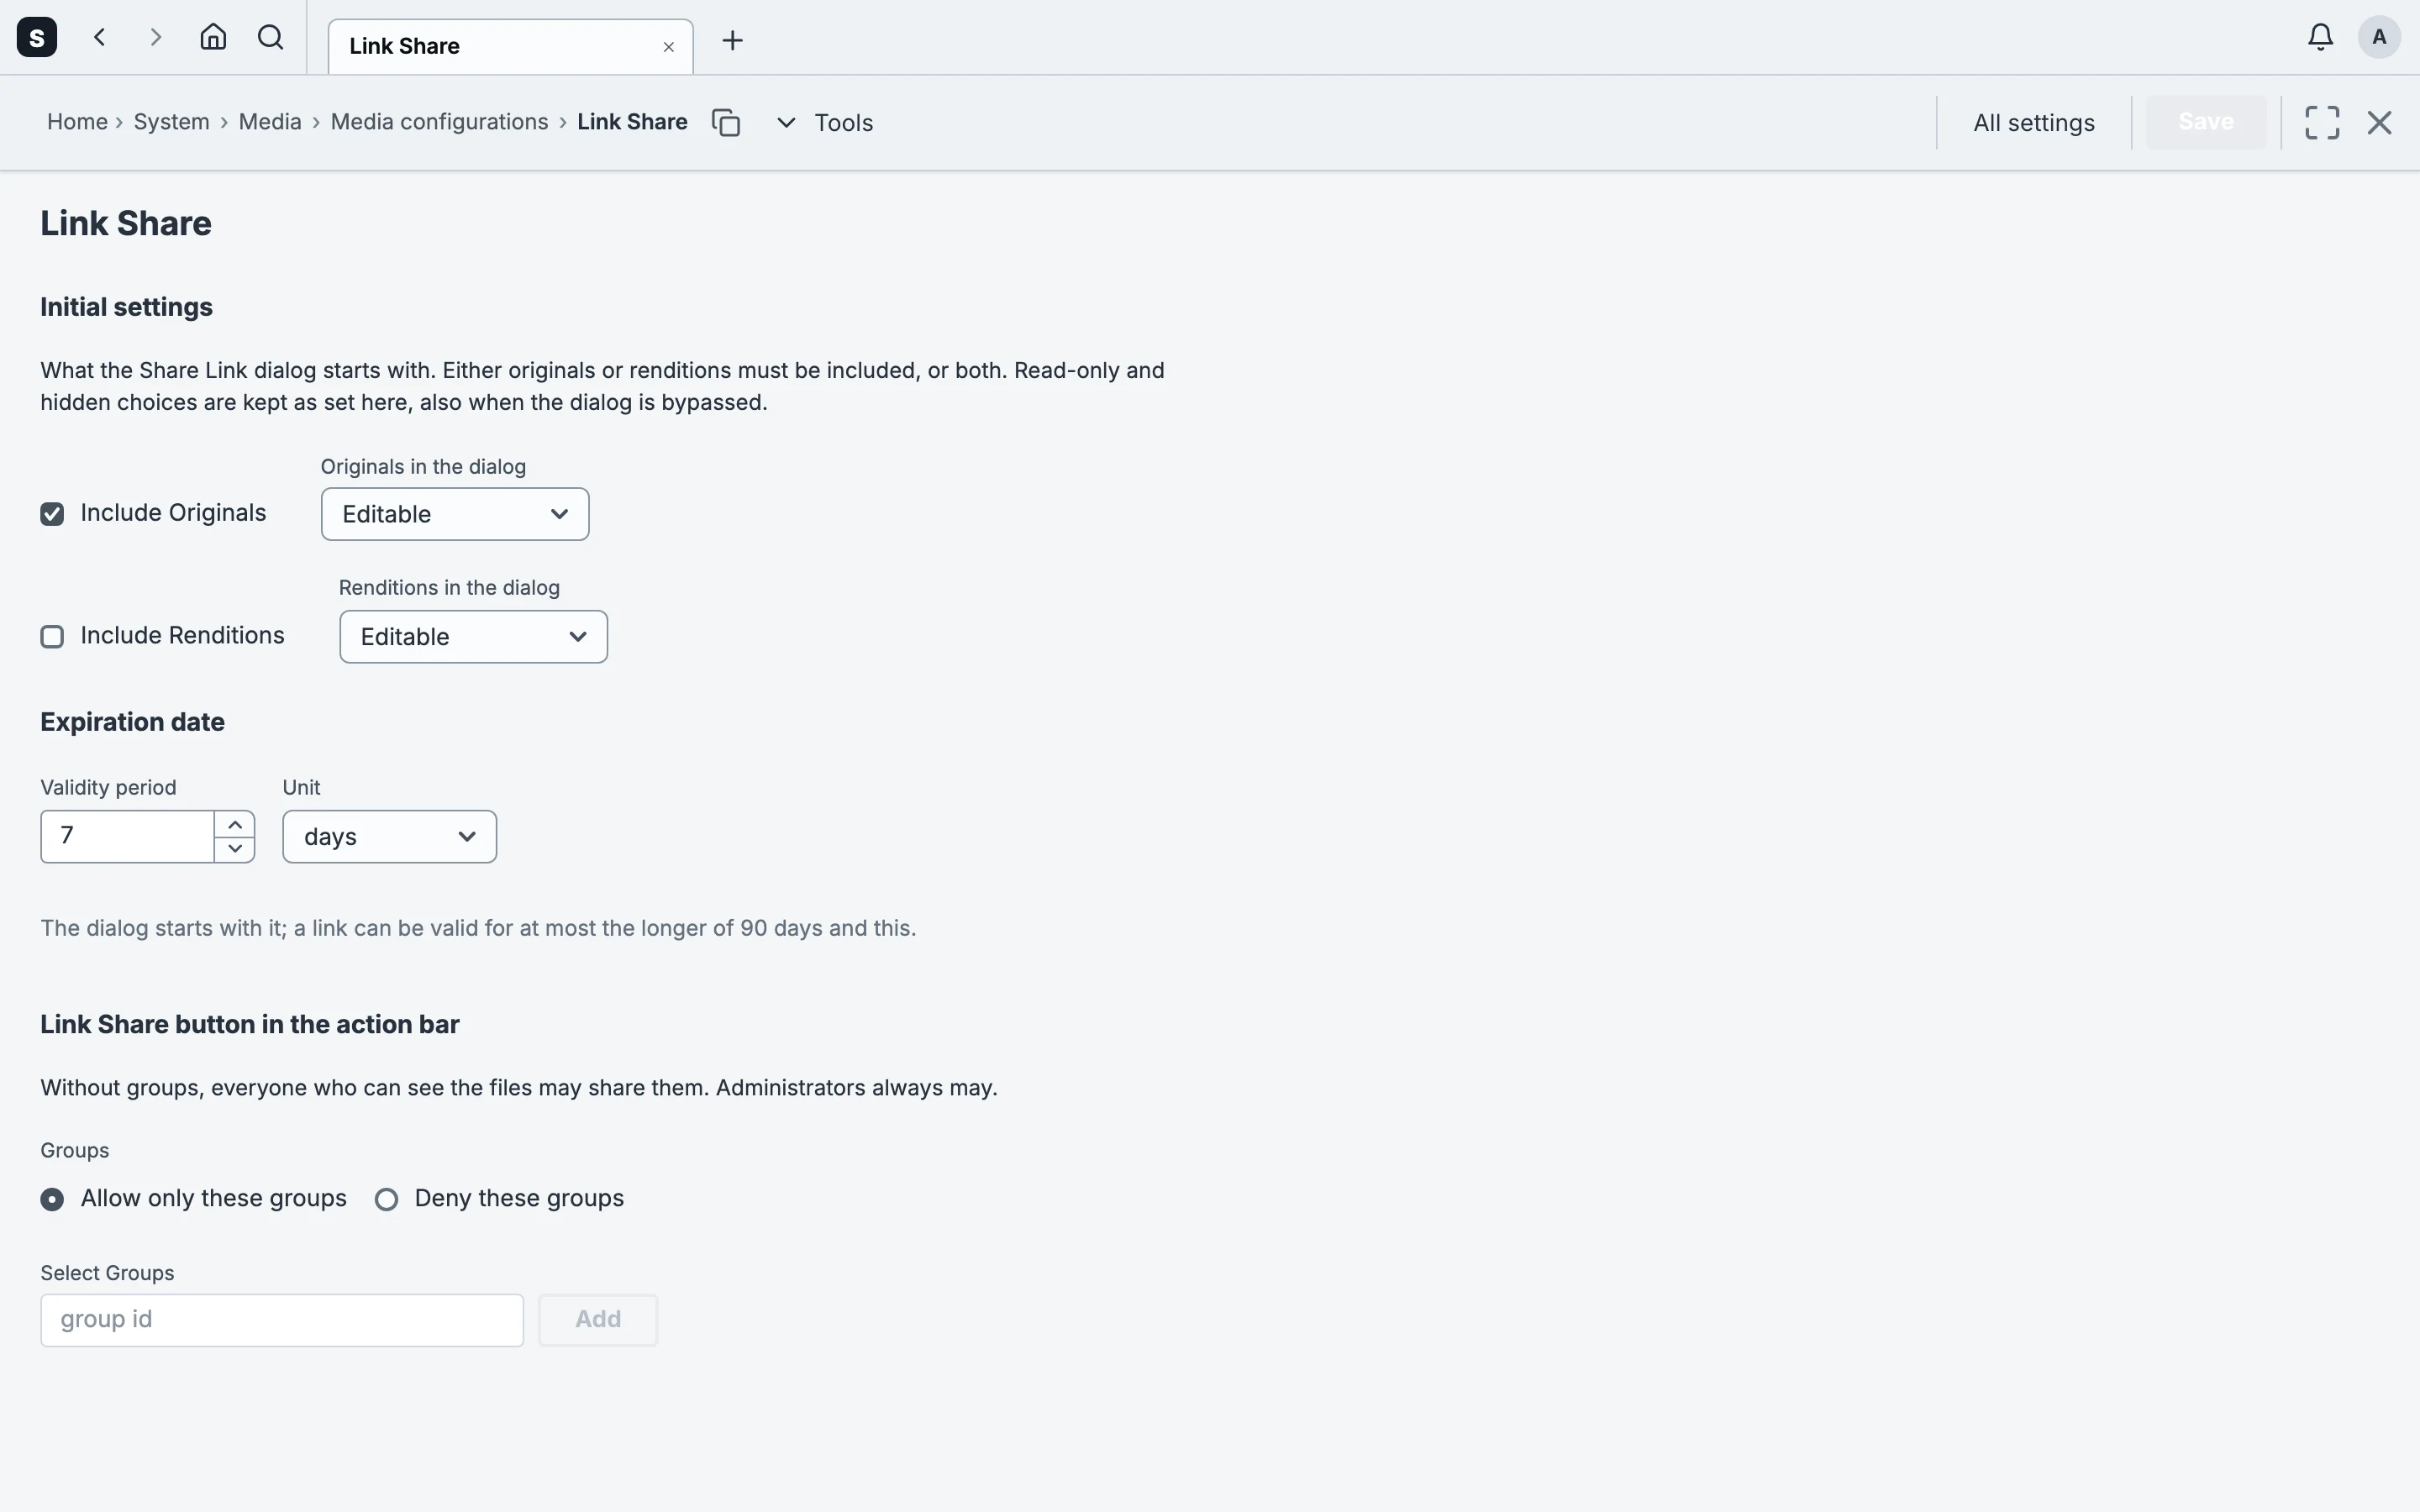 S
Link Share
A
Home › System › Media › Media configurations › Link Share
Tools
All settings
Save
Link Share
Initial settings
What the Share Link dialog starts with. Either originals or renditions must be included, or both. Read-only and
hidden choices are kept as set here, also when the dialog is bypassed.
Originals in the dialog
Include Originals
Editable
Renditions in the dialog
Include Renditions
Editable
Expiration date
Validity period
Unit
7
days
The dialog starts with it; a link can be valid for at most the longer of 90 days and this.
Link Share button in the action bar
Without groups, everyone who can see the files may share them. Administrators always may.
Groups
Allow only these groups
Deny these groups
Select Groups
group id
Add